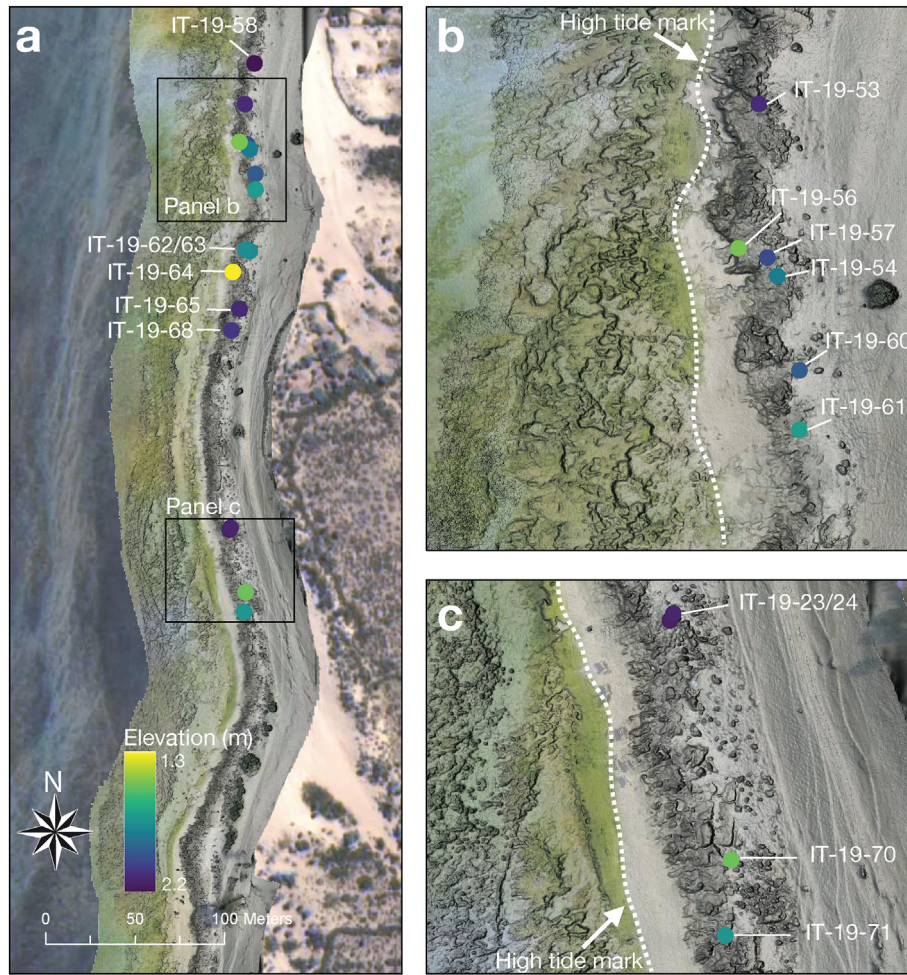 a
IT-19-58
Panel b
IT-19-62/63
IT-19-64
IT-19-65
IT-19-68
Panel c
Elevation (m)
1.3
2.2
N
0 50 100 Meters
b
High tide mark
IT-19-53
IT-19-56
IT-19-57
IT-19-54
IT-19-60
IT-19-61
c
IT-19-23/24
IT-19-70
IT-19-71
High tide mark